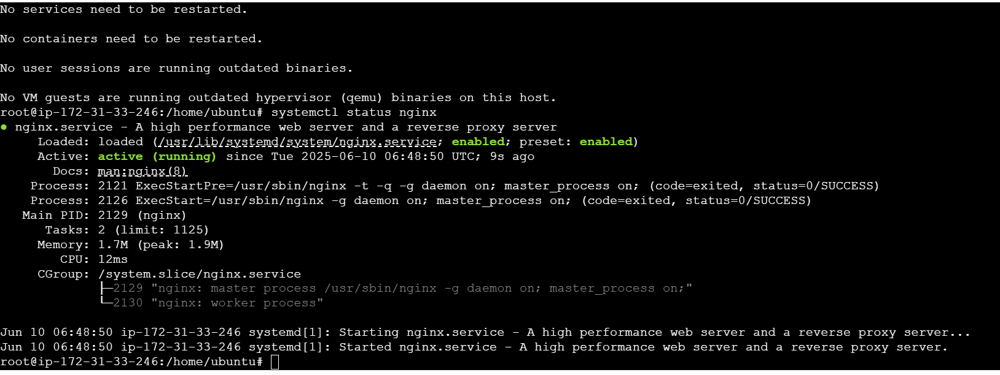 No services need to be restarted.
No containers need to be restarted.
No user sessions are running outdated binaries.
No VM guests are running outdated hypervisor (qemu) binaries on this host.
root@ip-172-31-33-246:/home/ubuntu# systemctl status nginx
● nginx.service - A high performance web server and a reverse proxy server
     Loaded: loaded (/usr/lib/systemd/system/nginx.service; enabled; preset: enabled)
     Active: active (running) since Tue 2025-06-10 06:48:50 UTC; 9s ago
       Docs: man:nginx(8)
    Process: 2121 ExecStartPre=/usr/sbin/nginx -t -q -g daemon on; master_process on; (code=exited, status=0/SUCCESS)
    Process: 2126 ExecStart=/usr/sbin/nginx -g daemon on; master_process on; (code=exited, status=0/SUCCESS)
   Main PID: 2129 (nginx)
      Tasks: 2 (limit: 1125)
     Memory: 1.7M (peak: 1.9M)
        CPU: 12ms
     CGroup: /system.slice/nginx.service
             ├─2129 "nginx: master process /usr/sbin/nginx -g daemon on; master_process on;"
             └─2130 "nginx: worker process"
Jun 10 06:48:50 ip-172-31-33-246 systemd[1]: Starting nginx.service - A high performance web server and a reverse proxy server...
Jun 10 06:48:50 ip-172-31-33-246 systemd[1]: Started nginx.service - A high performance web server and a reverse proxy server.
root@ip-172-31-33-246:/home/ubuntu#